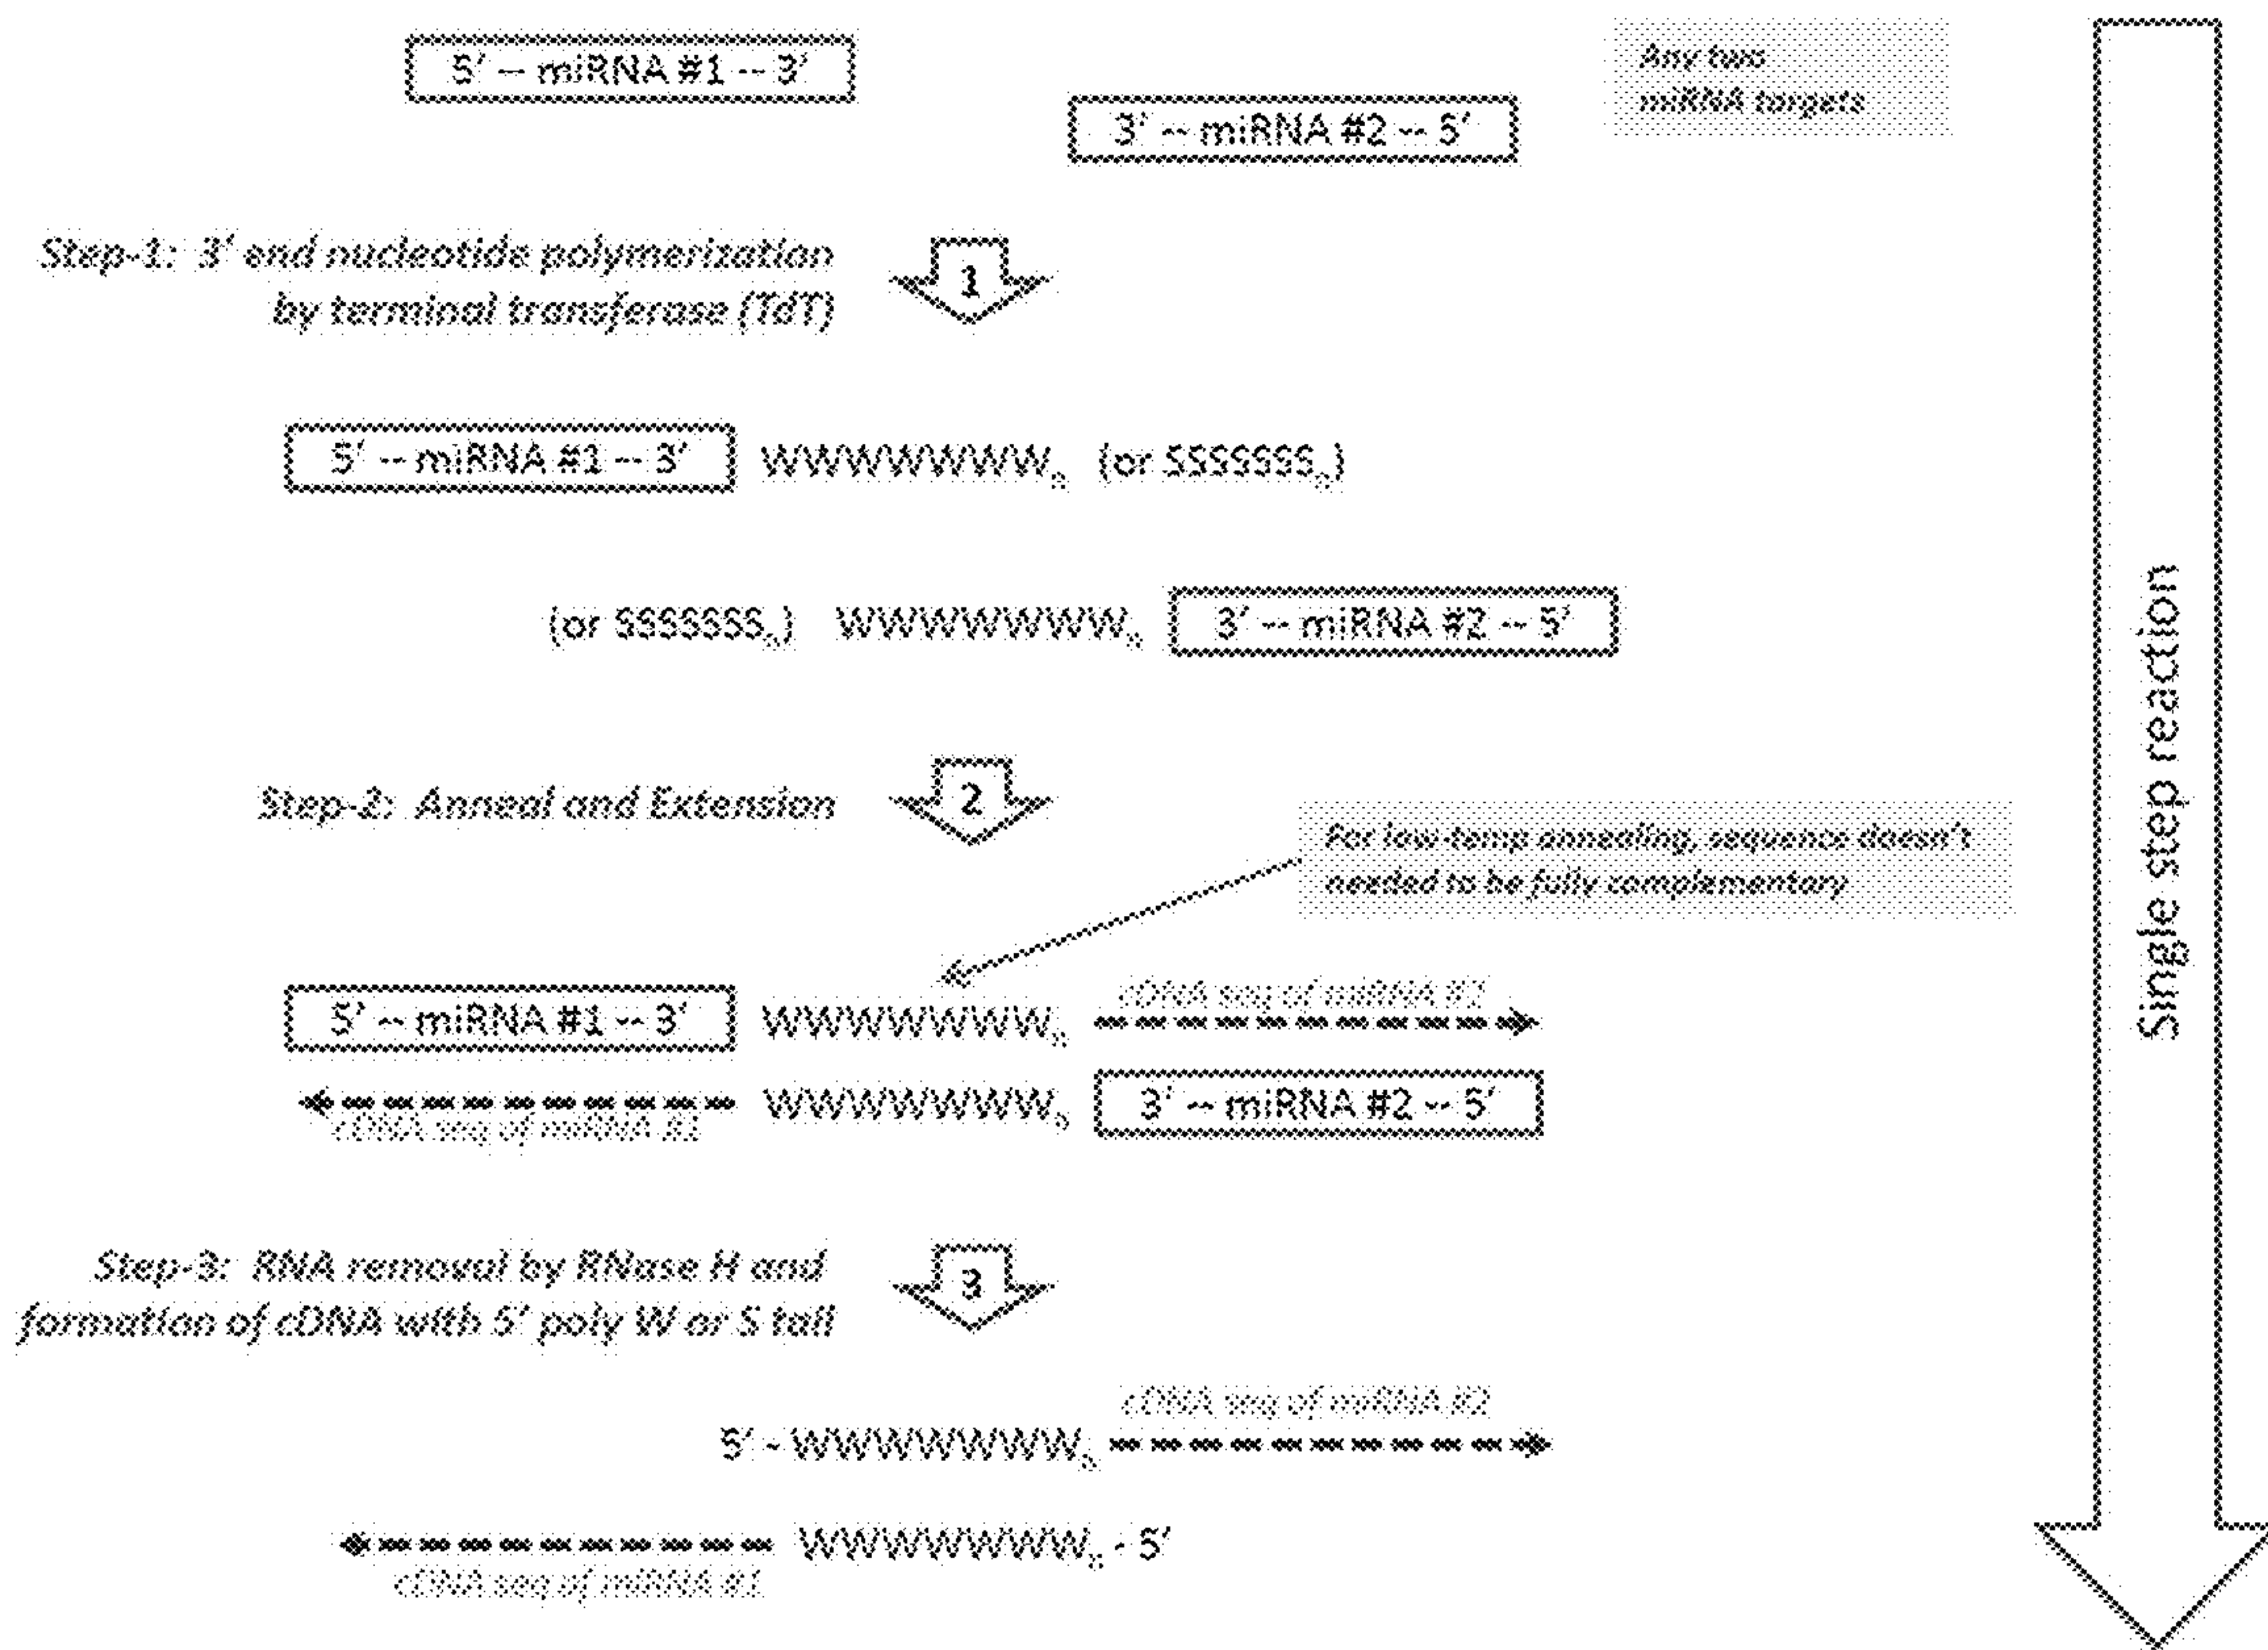 5' -- miRNA #1 -- 3'
Any two
miRNA targets
3' -- miRNA #2 -- 5'
Step-1: 3' end nucleotide polymerization
by terminal transferase (TdT)
1
5' -- miRNA #1 -- 3' WWWWWWWn (or SSSSSSSn)
(or SSSSSSSn) WWWWWWWn 3' -- miRNA #2 -- 5'
Step-2: Anneal and Extension
2
For low-temp annealing, sequence doesn't
needed to be fully complementary
cDNA seq of miRNA #2
5' -- miRNA #1 -- 3' WWWWWWWn
WWWWWWWn 3' -- miRNA #2 -- 5'
cDNA seq of miRNA #1
Step-3: RNA removal by RNase H and
formation of cDNA with 5' poly W or S tail
3
cDNA seq of miRNA #2
5' - WWWWWWWn
WWWWWWWn - 5'
cDNA seq of miRNA #1
Single step reaction